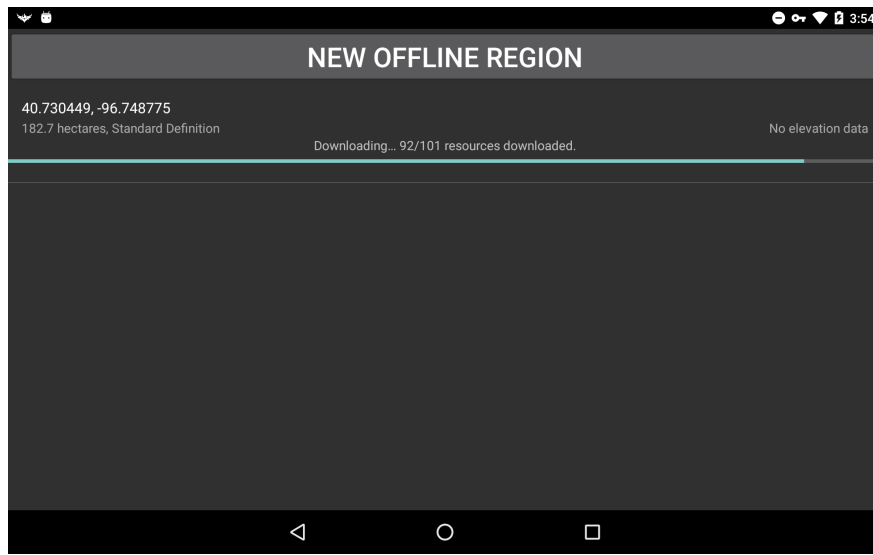 3:54
NEW OFFLINE REGION
40.730449, -96.748775
182.7 hectares, Standard Definition
No elevation data
Downloading... 92/101 resources downloaded.